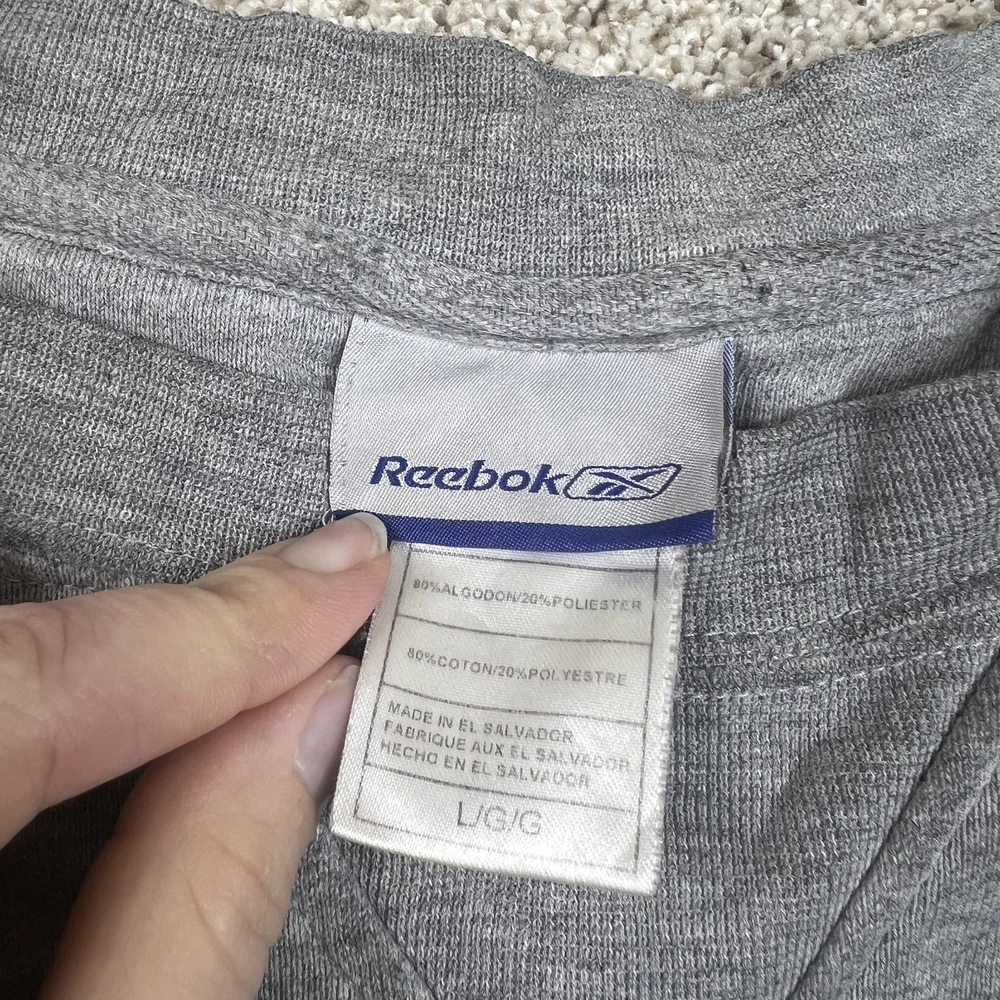 Reebok
80%ALGODON/20%POLIESTER
80%COTON/20%POLYESTRE
MADE IN EL SALVADOR
FABRIQUE AUX EL SALVADOR
HECHO EN EL SALVADOR
L/G/G